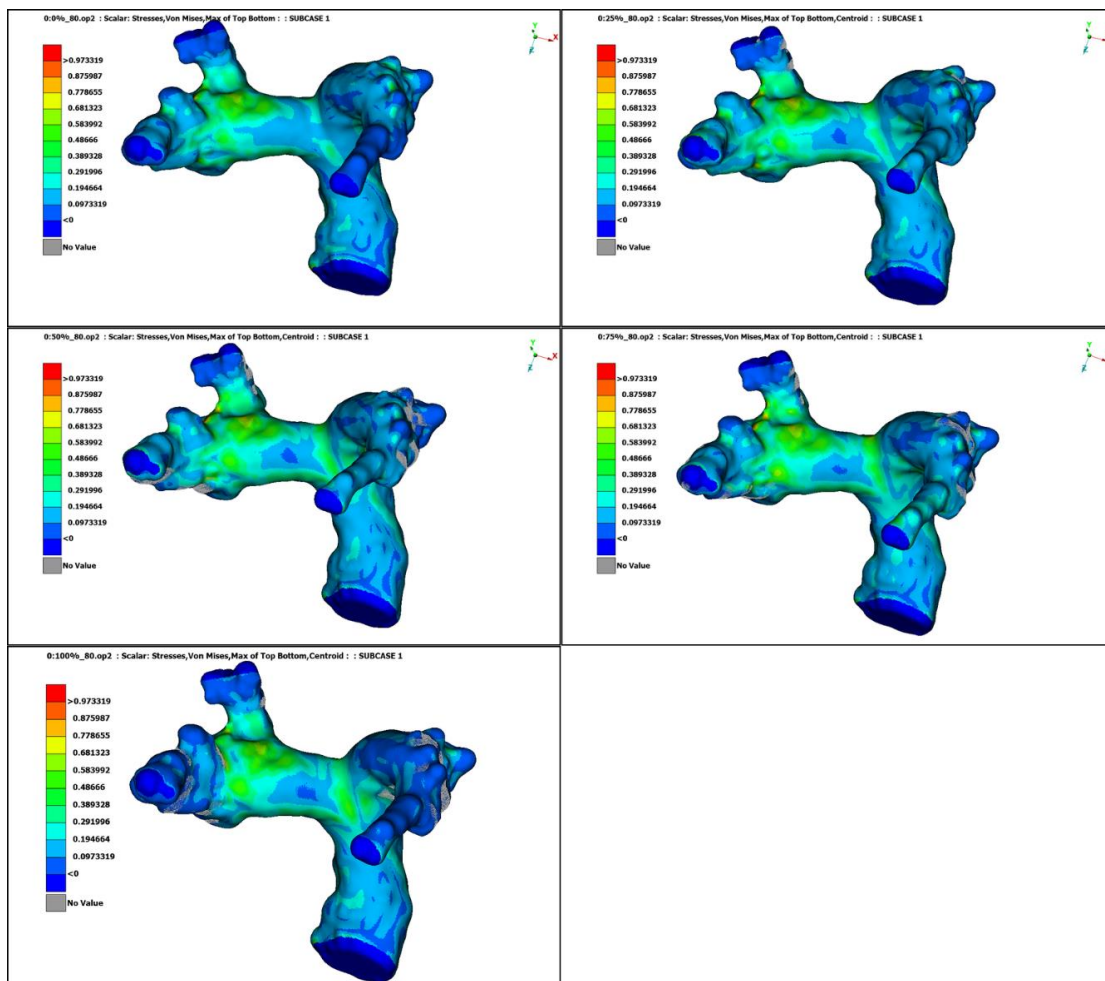 0:0%_80.op2 : Scalar: Stresses,Von Mises,Max of Top Bottom : : SUBCASE 1
>0.973319
0.875987
0.778655
0.681323
0.583992
0.48666
0.389328
0.291996
0.194664
0.0973319
<0
No Value
Y
X
Z
0:25%_80.op2 : Scalar: Stresses,Von Mises,Max of Top Bottom,Centroid : : SUBCASE 1
>0.973319
0.875987
0.778655
0.681323
0.583992
0.48666
0.389328
0.291996
0.194664
0.0973319
<0
No Value
Y
X
Z
0:50%_80.op2 : Scalar: Stresses,Von Mises,Max of Top Bottom,Centroid : : SUBCASE 1
>0.973319
0.875987
0.778655
0.681323
0.583992
0.48666
0.389328
0.291996
0.194664
0.0973319
<0
No Value
Y
X
Z
0:75%_80.op2 : Scalar: Stresses,Von Mises,Max of Top Bottom,Centroid : : SUBCASE 1
>0.973319
0.875987
0.778655
0.681323
0.583992
0.48666
0.389328
0.291996
0.194664
0.0973319
<0
No Value
Y
X
Z
0:100%_80.op2 : Scalar: Stresses,Von Mises,Max of Top Bottom,Centroid : : SUBCASE 1
>0.973319
0.875987
0.778655
0.681323
0.583992
0.48666
0.389328
0.291996
0.194664
0.0973319
<0
No Value